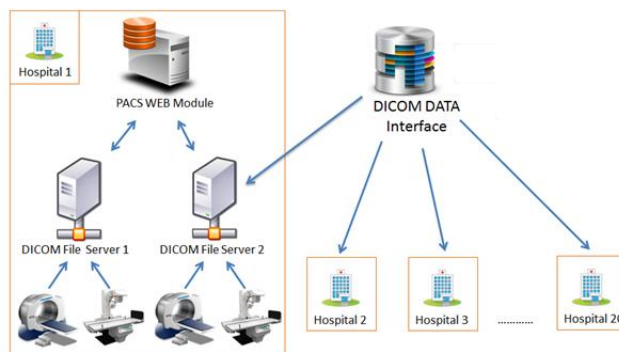 Hospital 1
PACS WEB Module
DICOM DATA
Interface
DICOM File Server 1
DICOM File Server 2
Hospital 2
Hospital 3
............
Hospital 20